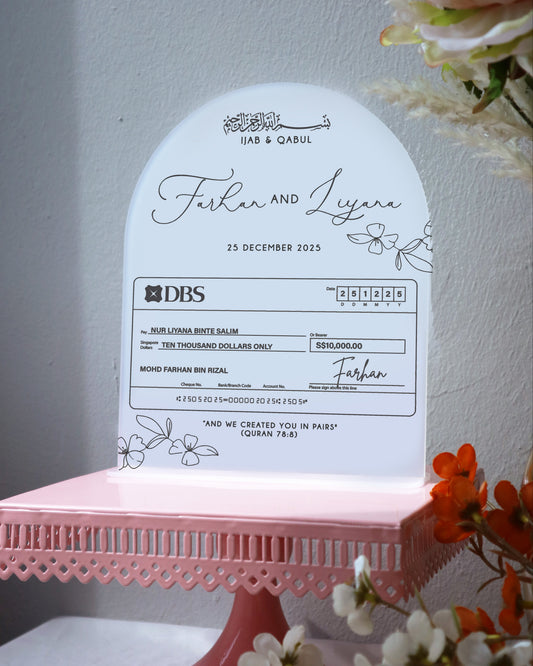 بسم الله الرحمن الرحيم
IJAB & QABUL
Farhan AND Liyana
25 DECEMBER 2025
DBS
Date 2 5 1 2 2 5
D D M M Y Y
Pay NUR LIYANA BINTE SALIM Or Bearer
Singapore Dollars TEN THOUSAND DOLLARS ONLY S$10,000.00
MOHD FARHAN BIN RIZAL Farhan
Cheque No. Bank/Branch Code Account No. Please sign above this line
"AND WE CREATED YOU IN PAIRS"
(QURAN 78:8)